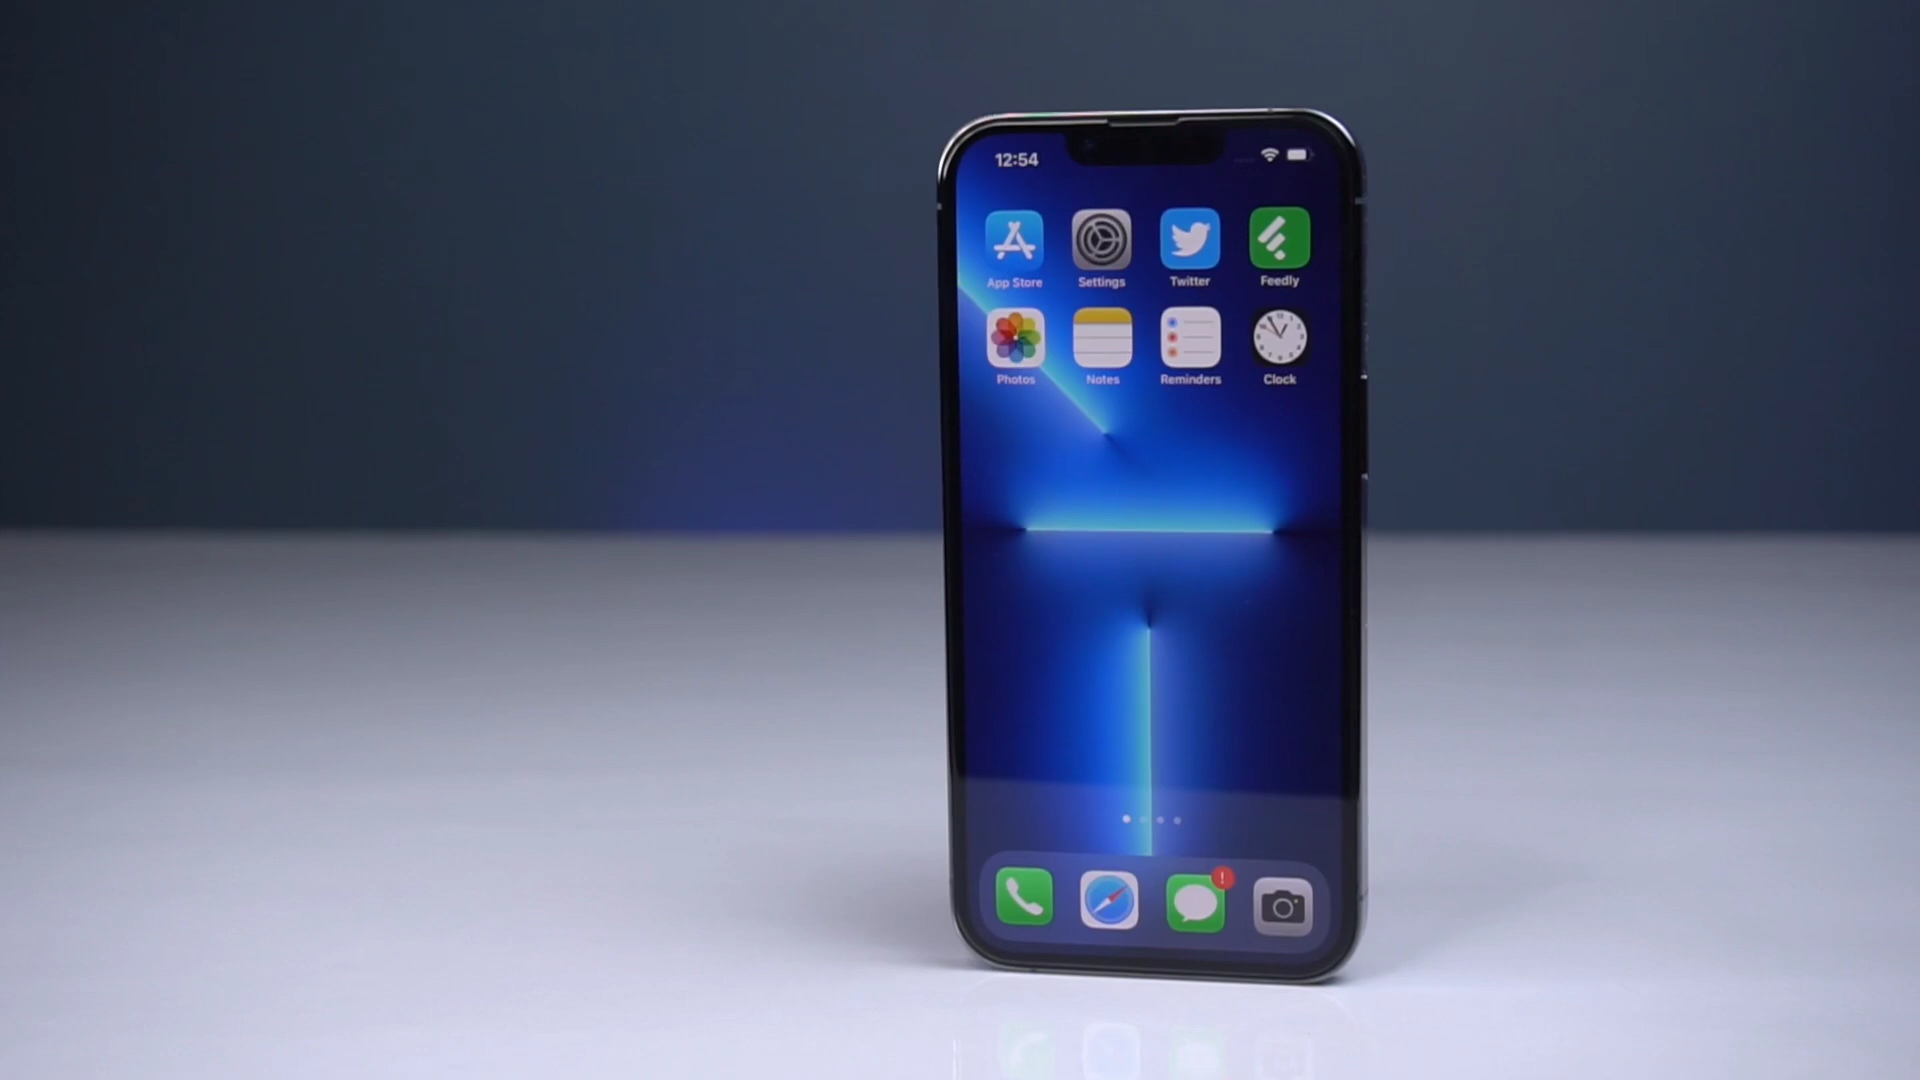 12:54
App Store Settings Twitter Feedly
Photos Notes Reminders Clock
!